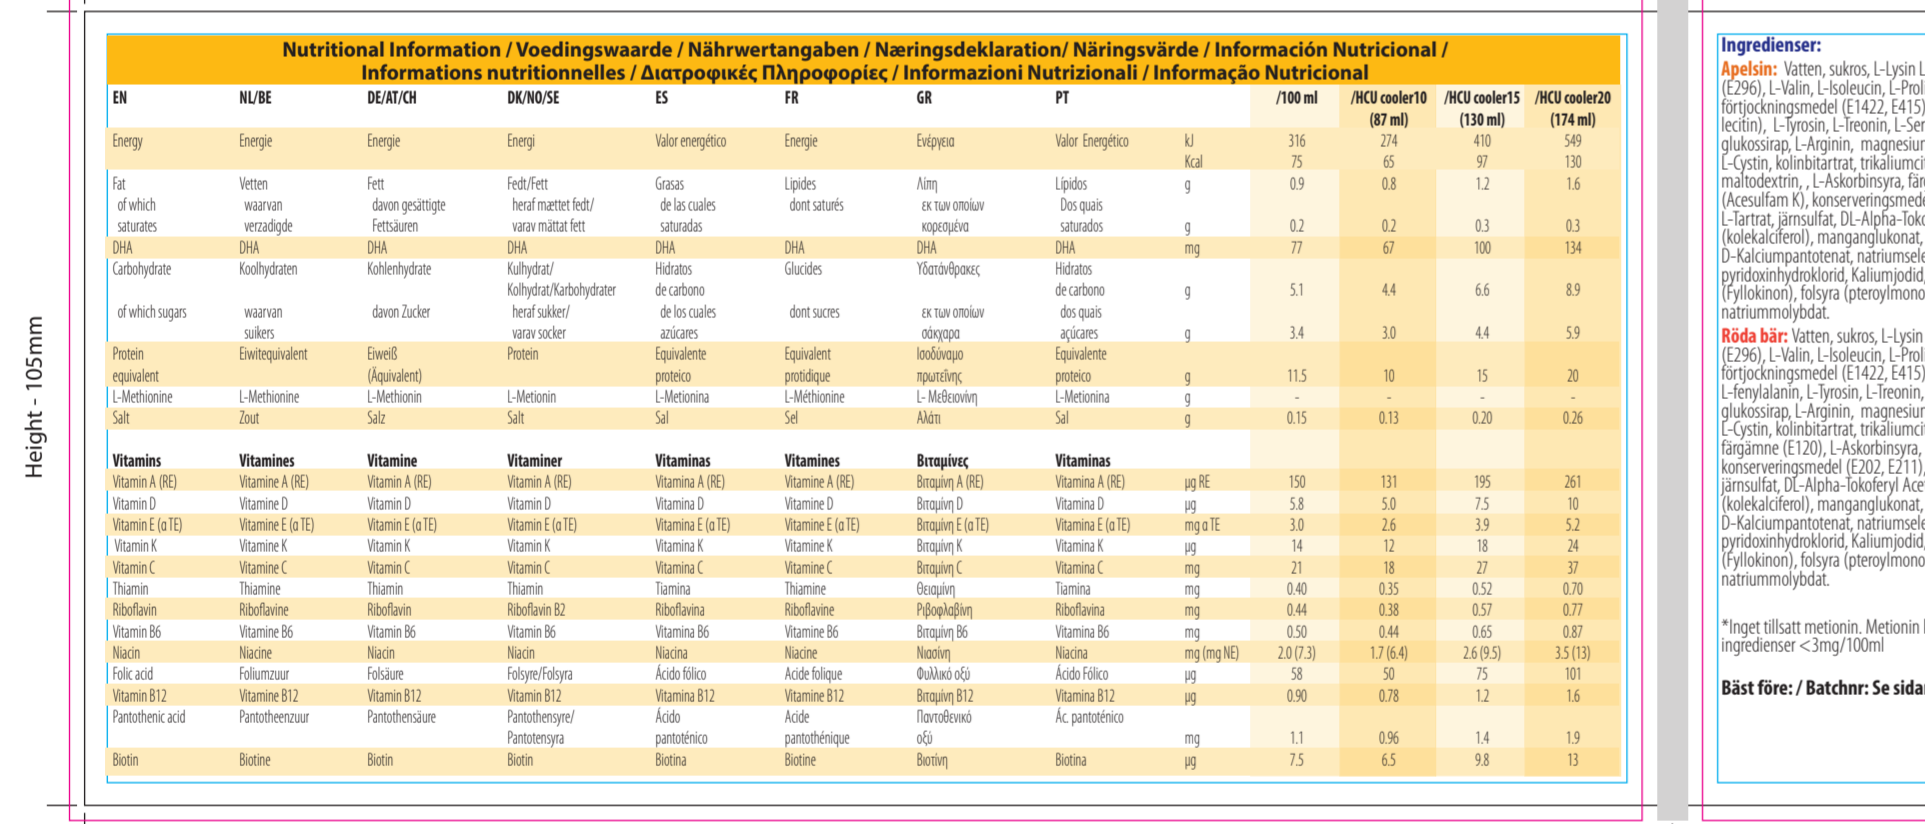 Nutritional Information / Voedingswaarde / Nährwertangaben / Næringsdeklaration/ Näringsvärde / Información Nutricional /
Informations nutritionnelles / Διατροφικές Πληροφορίες / Informazioni Nutrizionali / Informação Nutricional
EN NL/BE DE/AT/CH DK/NO/SE ES FR GR PT /100 ml /HCU cooler10 /HCU cooler15 /HCU cooler20
(87 ml) (130 ml) (174 ml)
Energy Energie Energie Energi Valor energético Energie Ενέργεια Valor Energético kJ 316 274 410 549
Kcal 75 65 97 130
Fat Vetten Fett Fedt/Fett Grasas Lipides Λίπη Lípidos g 0.9 0.8 1.2 1.6
of which waarvan davon gesättigte heraf mættet fedt/ de las cuales dont saturés εκ των οποίων Dos quais
saturates verzadigde Fettsäuren varav mättat fett saturadas κορεσμένα saturados g 0.2 0.2 0.3 0.3
DHA DHA DHA DHA DHA DHA DHA DHA mg 77 67 100 134
Carbohydrate Koolhydraten Kohlenhydrate Kulhydrat/ Hidratos Glucides Υδατάνθρακες Hidratos
Kolhydrat/Karbohydrater de carbono de carbono g 5.1 4.4 6.6 8.9
of which sugars waarvan davon Zucker heraf sukker/ de los cuales dont sucres εκ των οποίων dos quais
suikers varav socker azúcares σάκχαρα açúcares g 3.4 3.0 4.4 5.9
Protein Eiwitequivalent Eiweiß Protein Equivalente Equivalent Ισοδύναμο Equivalente
equivalent (Äquivalent) proteico protidique πρωτεΐνης proteico g 11.5 10 15 20
L-Methionine L-Methionine L-Methionin L-Metionin L-Metionina L-Méthionine L- Μεθειονίνη L-Metionina g - - - -
Salt Zout Salz Salt Sal Sel Αλάτι Sal g 0.15 0.13 0.20 0.26
Vitamins Vitamines Vitamine Vitaminer Vitaminas Vitamines Βιταμίνες Vitaminas
Vitamin A (RE) Vitamine A (RE) Vitamin A (RE) Vitamin A (RE) Vitamina A (RE) Vitamine A (RE) Βιταμίνη A (RE) Vitamina A (RE) µg RE 150 131 195 261
Vitamin D Vitamine D Vitamin D Vitamin D Vitamina D Vitamine D Βιταμίνη D Vitamina D µg 5.8 5.0 7.5 10
Vitamin E (α TE) Vitamine E (α TE) Vitamin E (α TE) Vitamin E (α TE) Vitamina E (α TE) Vitamine E (α TE) Βιταμίνη E (α TE) Vitamina E (α TE) mg α TE 3.0 2.6 3.9 5.2
Vitamin K Vitamine K Vitamin K Vitamin K Vitamina K Vitamine K Βιταμίνη K Vitamina K µg 14 12 18 24
Vitamin C Vitamine C Vitamin C Vitamin C Vitamina C Vitamine C Βιταμίνη C Vitamina C mg 21 18 27 37
Thiamin Thiamine Thiamin Thiamin Tiamina Thiamine Θειαμίνη Tiamina mg 0.40 0.35 0.52 0.70
Riboflavin Riboflavine Riboflavin Riboflavin B2 Riboflavina Riboflavine Ριβοφλαβίνη Riboflavina mg 0.44 0.38 0.57 0.77
Vitamin B6 Vitamine B6 Vitamin B6 Vitamin B6 Vitamina B6 Vitamine B6 Βιταμίνη B6 Vitamina B6 mg 0.50 0.44 0.65 0.87
Niacin Niacine Niacin Niacin Niacina Niacine Νιασίνη Niacina mg (mg NE) 2.0 (7.3) 1.7 (6.4) 2.6 (9.5) 3.5 (13)
Folic acid Foliumzuur Folsäure Folsyre/Folsyra Ácido fólico Acide folique Φυλλικό οξύ Ácido Fólico µg 58 50 75 101
Vitamin B12 Vitamine B12 Vitamin B12 Vitamin B12 Vitamina B12 Vitamine B12 Βιταμίνη B12 Vitamina B12 µg 0.90 0.78 1.2 1.6
Pantothenic acid Pantotheenzuur Pantothensäure Pantothensyre/ Ácido Acide Παντοθενικό Ác. pantoténico
Pantotensyra pantoténico pantothénique οξύ mg 1.1 0.96 1.4 1.9
Biotin Biotine Biotin Biotin Biotina Biotine Βιοτίνη Biotina µg 7.5 6.5 9.8 13
Height - 105mm
Ingredienser:
Apelsin: Vatten, sukros, L-Lysin L
(E296), L-Valin, L-Isoleucin, L-Prol
förtjockningsmedel (E1422, E415)
lecitin), L-Tyrosin, L-Treonin, L-Ser
glukossirap, L-Arginin, magnesium
L-Cystin, kolinbitartrat, trikaliumci
maltodextrin, , L-Askorbinsyra, fär
(Acesulfam K), konserveringsmede
L-Tartrat, järnsulfat, DL-Alpha-Toko
(kolekalciferol), manganglukonat,
D-Kalciumpantotenat, natriumsele
pyridoxinhydroklorid, Kaliumjodid,
(Fyllokinon), folsyra (pteroylmono
natriummolybdat.
Röda bär: Vatten, sukros, L-Lysin
(E296), L-Valin, L-Isoleucin, L-Prol
förtjockningsmedel (E1422, E415)
L-fenylalanin, L-Tyrosin, L-Treonin,
glukossirap, L-Arginin, magnesium
L-Cystin, kolinbitartrat, trikaliumci
färgämne (E120), L-Askorbinsyra,
konserveringsmedel (E202, E211),
järnsulfat, DL-Alpha-Tokoferyl Ace
(kolekalciferol), manganglukonat,
D-Kalciumpantotenat, natriumsele
pyridoxinhydroklorid, Kaliumjodid,
(Fyllokinon), folsyra (pteroylmono
natriummolybdat.
*Inget tillsatt metionin. Metionin
ingredienser <3mg/100ml
Bäst före: / Batchnr: Se sida